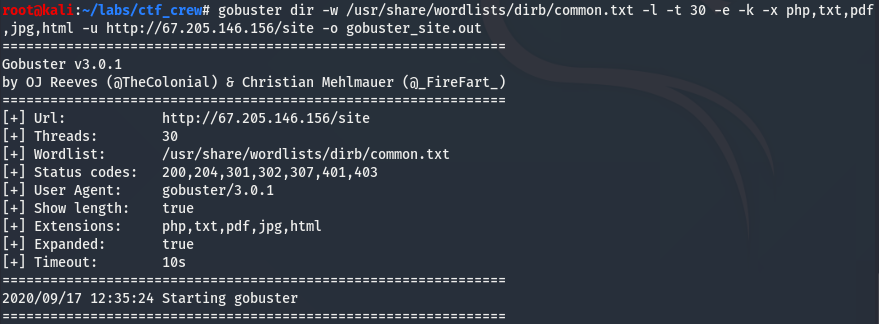 root@kali:~/labs/ctf_crew# gobuster dir -w /usr/share/wordlists/dirb/common.txt -l -t 30 -e -k -x php,txt,pdf
,jpg,html -u http://67.205.146.156/site -o gobuster_site.out
===============================================================
Gobuster v3.0.1
by OJ Reeves (@TheColonial) & Christian Mehlmauer (@_FireFart_)
===============================================================
[+] Url:            http://67.205.146.156/site
[+] Threads:        30
[+] Wordlist:       /usr/share/wordlists/dirb/common.txt
[+] Status codes:   200,204,301,302,307,401,403
[+] User Agent:     gobuster/3.0.1
[+] Show length:    true
[+] Extensions:     php,txt,pdf,jpg,html
[+] Expanded:       true
[+] Timeout:        10s
===============================================================
2020/09/17 12:35:24 Starting gobuster
===============================================================